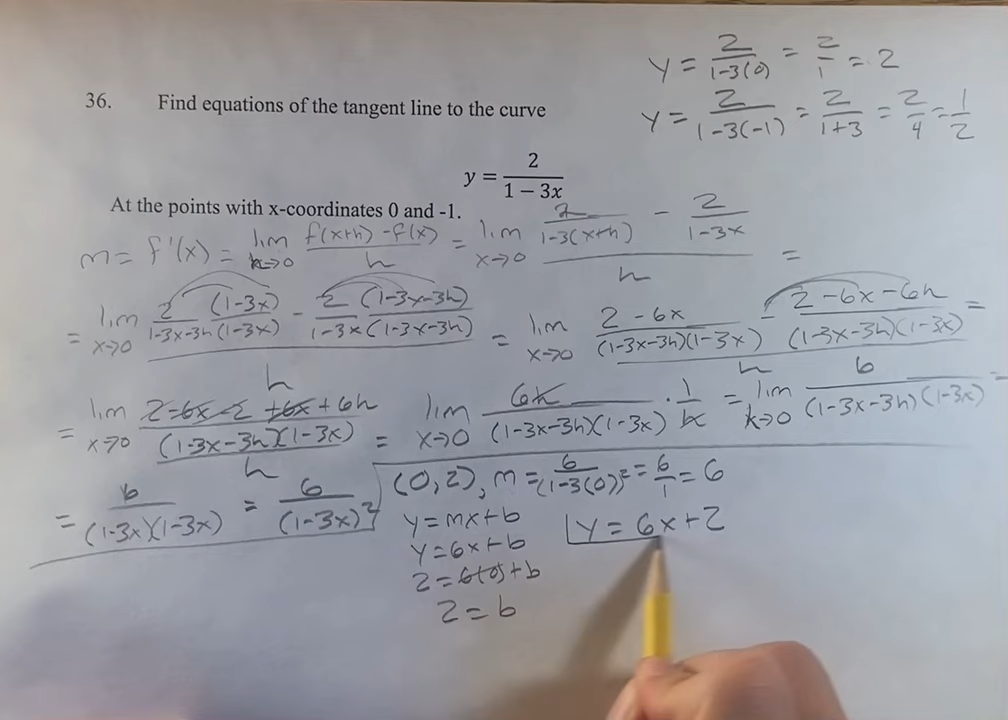 y = 2/(1-3(0)) = 2/1 = 2
36. Find equations of the tangent line to the curve
y = 2/(1-3(-1)) = 2/(1+3) = 2/4 = 1/2
y = 2/(1 − 3x)
At the points with x-coordinates 0 and -1.
m = f'(x) = lim h→0 (f(x+h) - f(x))/h = lim x→0 (2/(1-3(x+h)) - 2/(1-3x))/h =
= lim x→0 (2(1-3x)/(1-3x-3h(1-3x)) - 2(1-3x-3h)/(1-3x(1-3x-3h)))/h = lim x→0 ((2-6x)/((1-3x-3h)(1-3x)) - (2-6x-6h)/((1-3x-3h)(1-3x)))/h =
= lim x→0 ((2-6x-2+6x+6h)/((1-3x-3h)(1-3x)))/h = lim x→0 6h/((1-3x-3h)(1-3x)) · 1/h = lim h→0 6/((1-3x-3h)(1-3x)) =
= 6/((1-3x)(1-3x)) = 6/(1-3x)²
(0,2), m = 6/(1-3(0))² = 6/1 = 6
y = mx+b
y = 6x+b
2 = 6(0)+b
2 = b
y = 6x+2